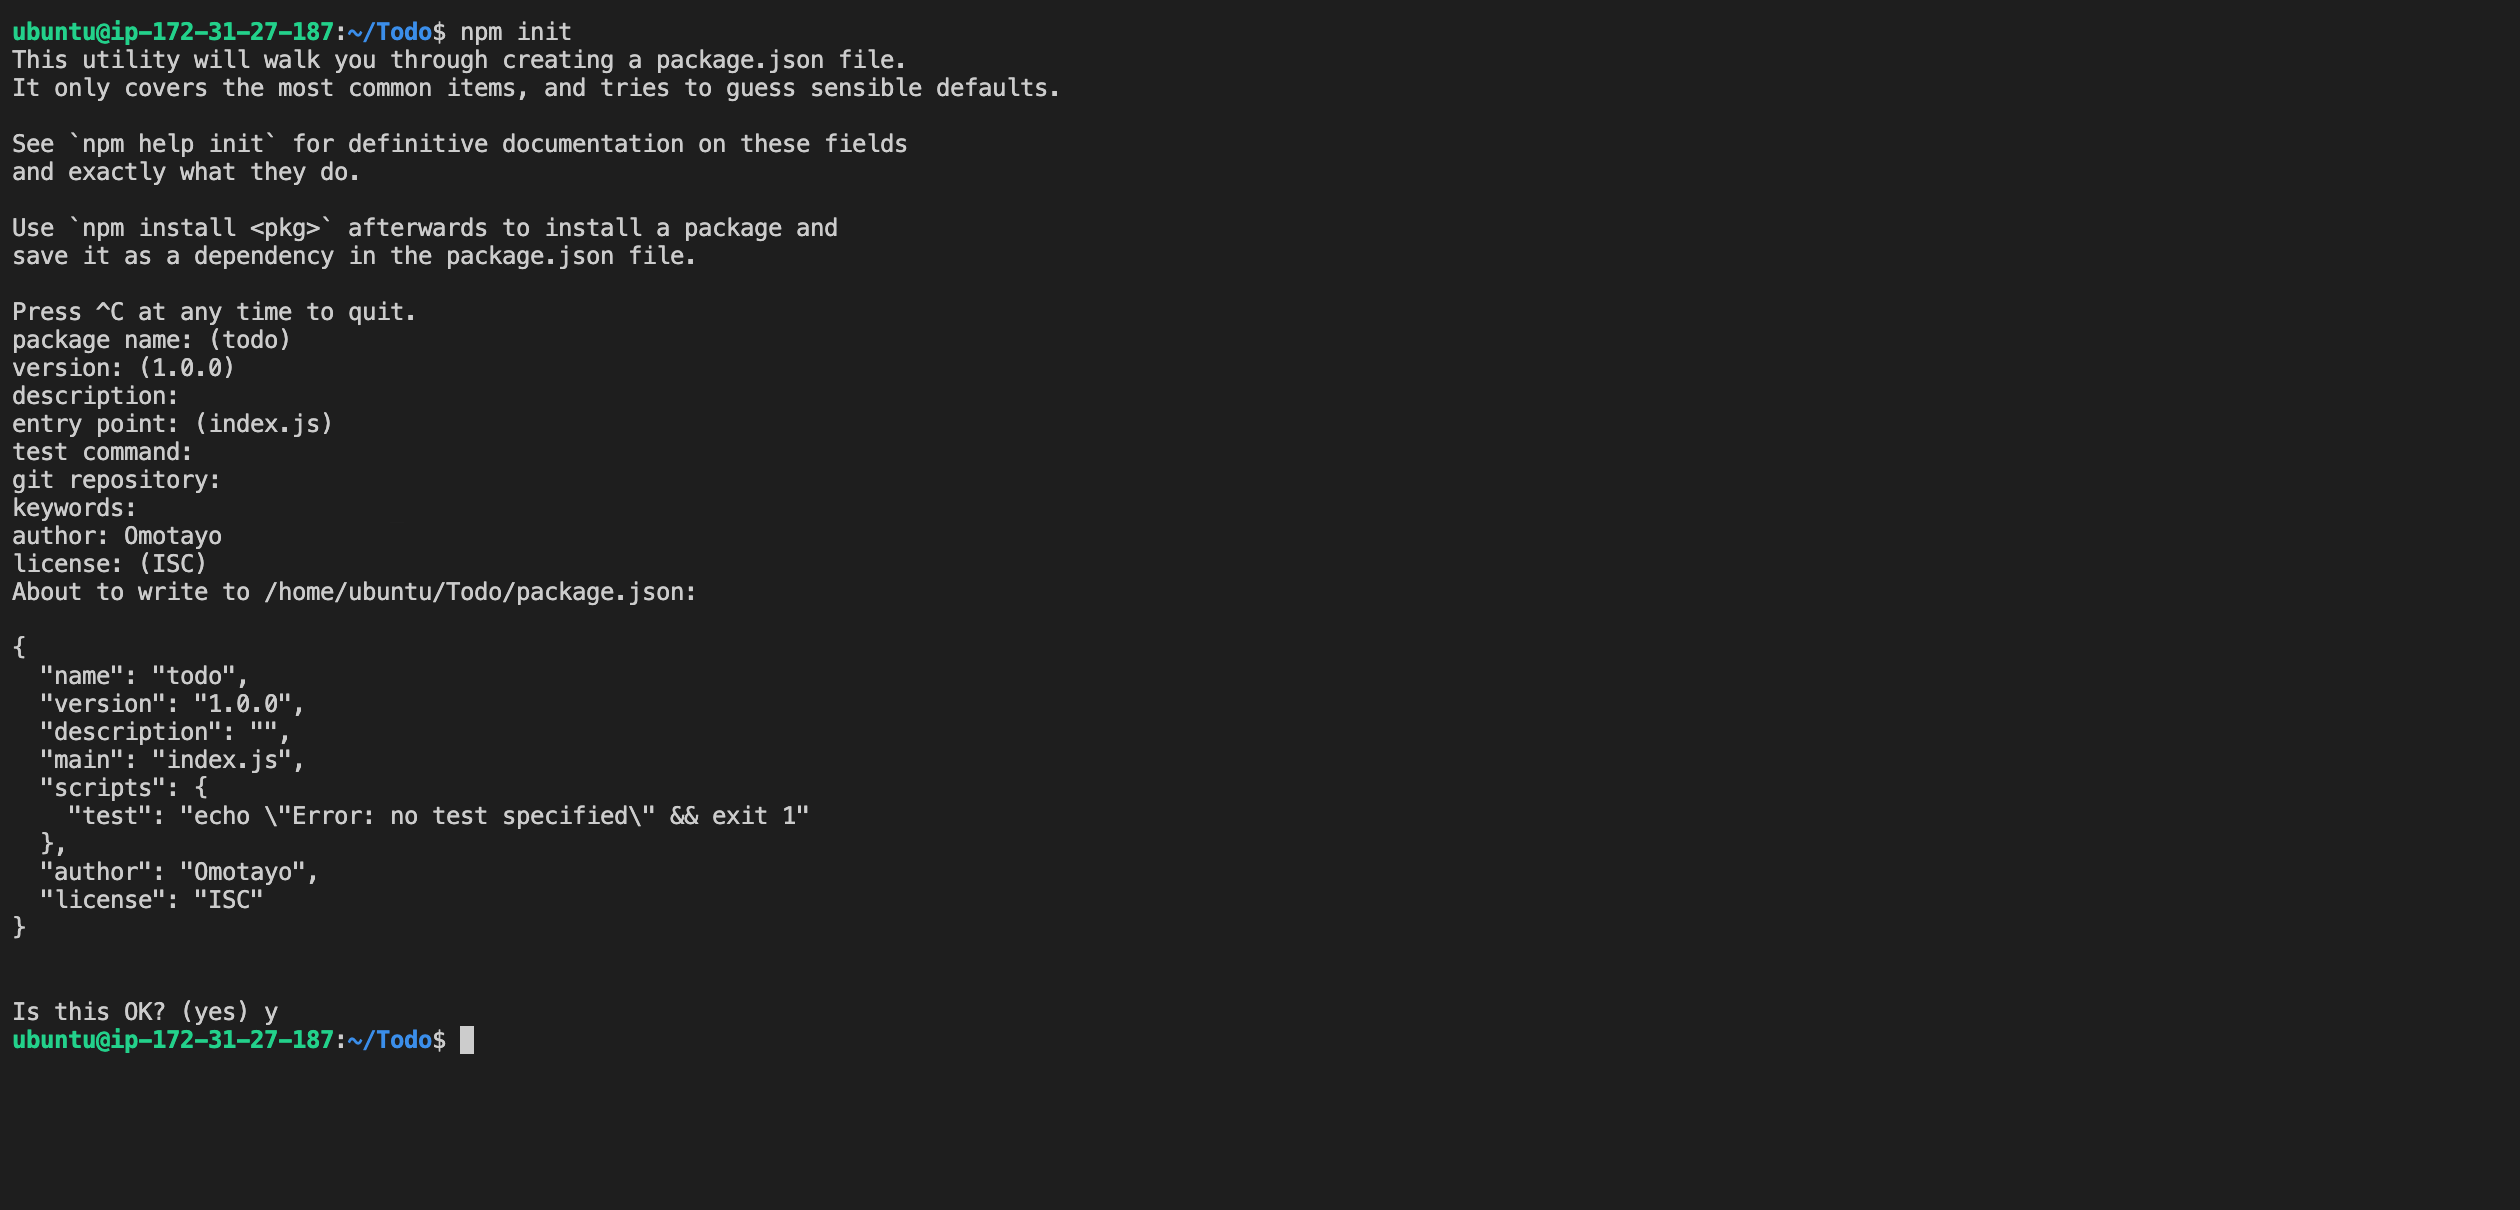 ubuntu@ip-172-31-27-187:~/Todo$ npm init
This utility will walk you through creating a package.json file.
It only covers the most common items, and tries to guess sensible defaults.

See `npm help init` for definitive documentation on these fields
and exactly what they do.

Use `npm install <pkg>` afterwards to install a package and
save it as a dependency in the package.json file.

Press ^C at any time to quit.
package name: (todo)
version: (1.0.0)
description:
entry point: (index.js)
test command:
git repository:
keywords:
author: Omotayo
license: (ISC)
About to write to /home/ubuntu/Todo/package.json:

{
  "name": "todo",
  "version": "1.0.0",
  "description": "",
  "main": "index.js",
  "scripts": {
    "test": "echo \"Error: no test specified\" && exit 1"
  },
  "author": "Omotayo",
  "license": "ISC"
}

Is this OK? (yes) y
ubuntu@ip-172-31-27-187:~/Todo$